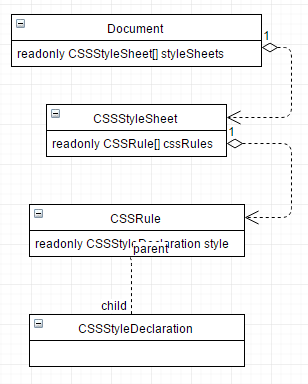 Document
1
readonly CSSStyleSheet[] styleSheets
CSSStyleSheet
1
readonly CSSRule[] cssRules
CSSRule
readonly CSSStyleDeclaration style
parent
child
CSSStyleDeclaration